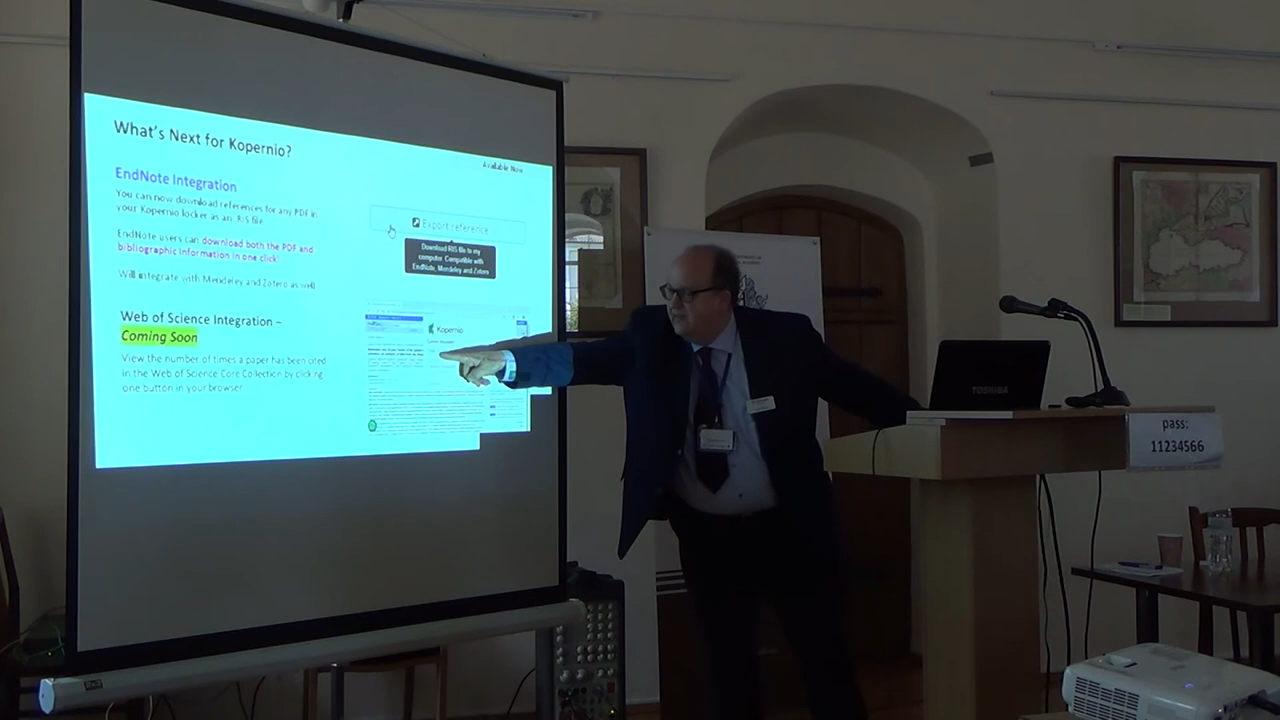 What's Next for Kopernio?
Available Now
EndNote Integration
You can now download references for any PDF in
your Kopernio locker as an .RIS file
EndNote users can download both the PDF and
bibliographic information in one click!
Will integrate with Mendeley and Zotero as well
Export reference
Download RIS file to my
computer. Compatible with
EndNote, Mendeley and Zotero
Web of Science Integration –
Coming Soon
View the number of times a paper has been cited
in the Web of Science Core Collection by clicking
one button in your browser
Kopernio
TOSHIBA
pass:
11234566